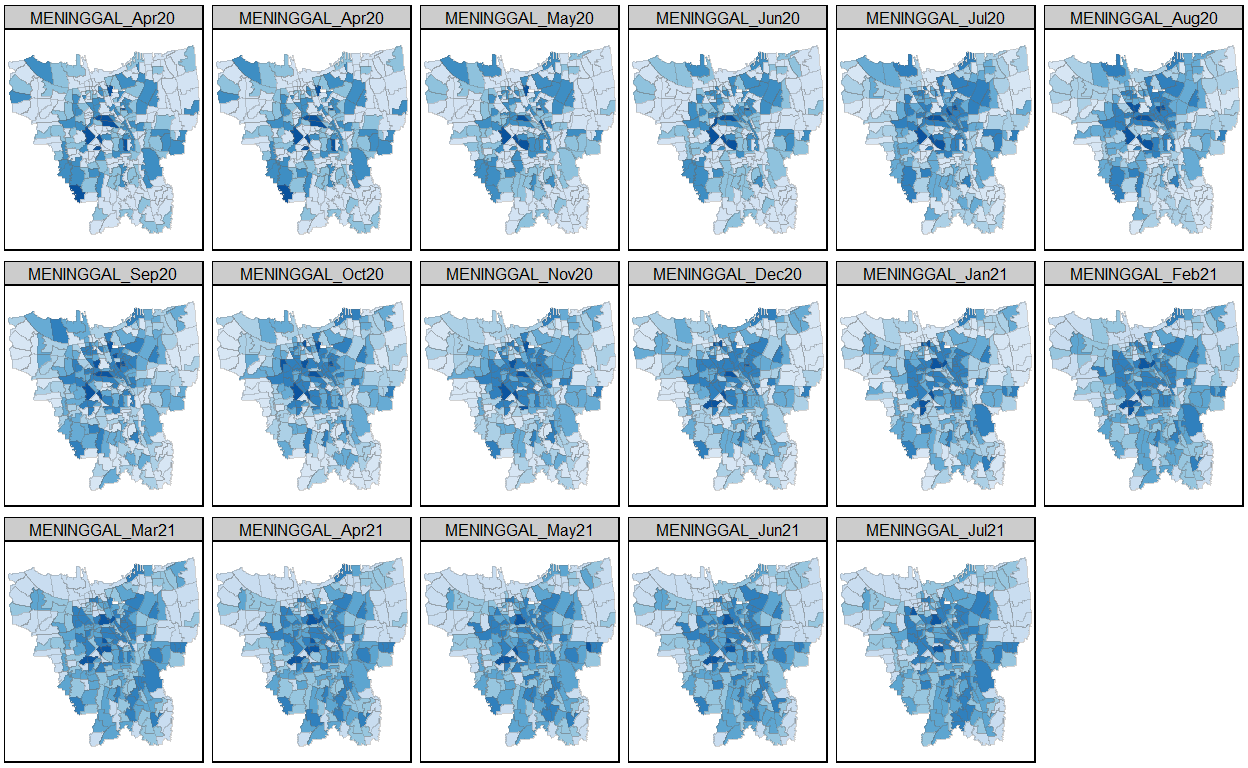 MENINGGAL_Apr20
MENINGGAL_Apr20
MENINGGAL_May20
MENINGGAL_Jun20
MENINGGAL_Jul20
MENINGGAL_Aug20
MENINGGAL_Sep20
MENINGGAL_Oct20
MENINGGAL_Nov20
MENINGGAL_Dec20
MENINGGAL_Jan21
MENINGGAL_Feb21
MENINGGAL_Mar21
MENINGGAL_Apr21
MENINGGAL_May21
MENINGGAL_Jun21
MENINGGAL_Jul21